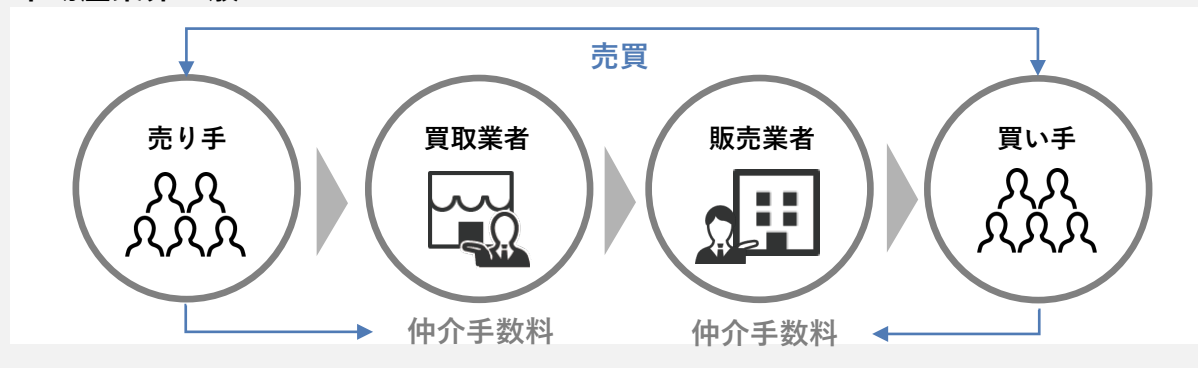 売買
売り手
買取業者
販売業者
買い手
仲介手数料
仲介手数料